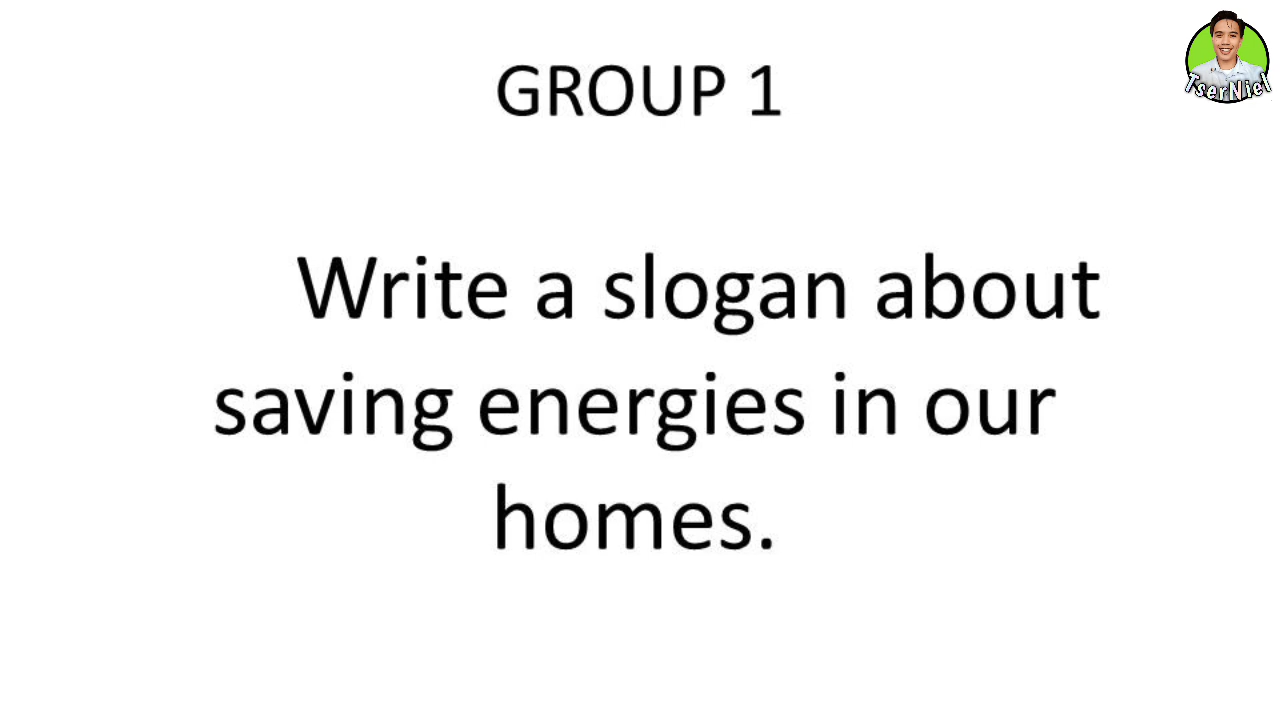 TserNiel
GROUP 1
Write a slogan about
saving energies in our
homes.